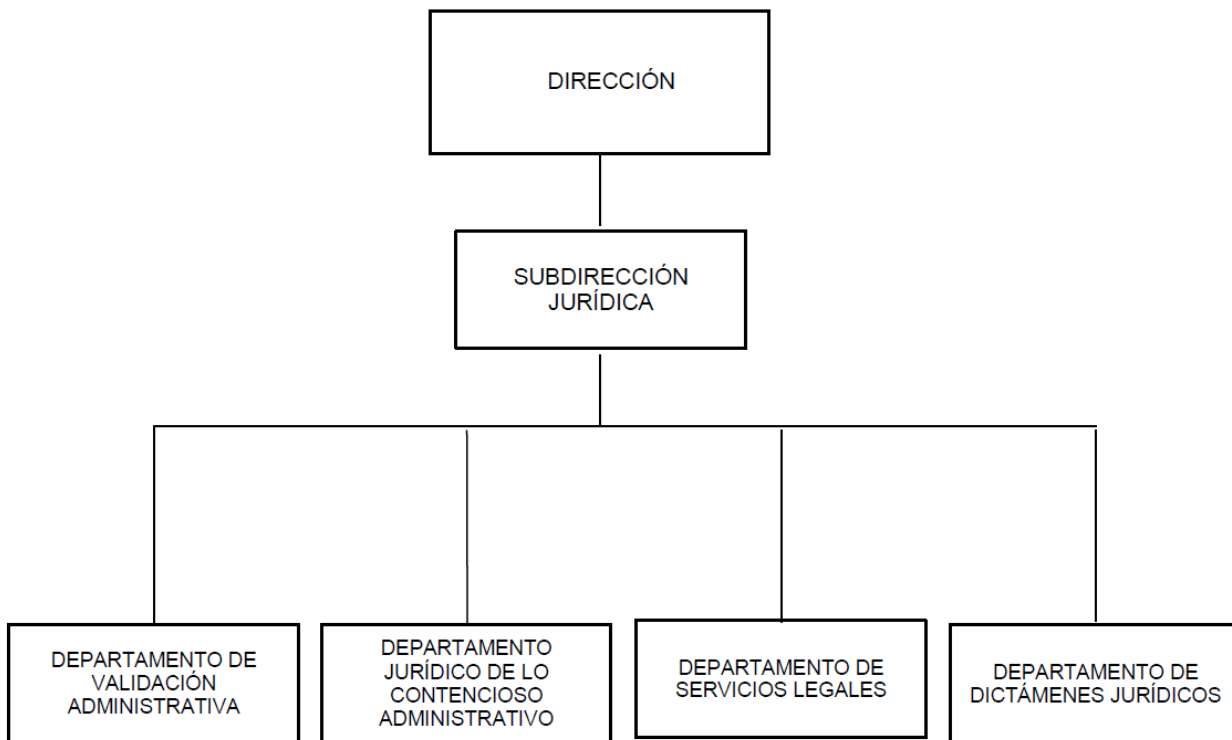 DIRECCIÓN
SUBDIRECCIÓN
JURÍDICA
DEPARTAMENTO DE
VALIDACIÓN
ADMINISTRATIVA
DEPARTAMENTO
JURÍDICO DE LO
CONTENCIOSO
ADMINISTRATIVO
DEPARTAMENTO DE
SERVICIOS LEGALES
DEPARTAMENTO DE
DICTÁMENES JURÍDICOS